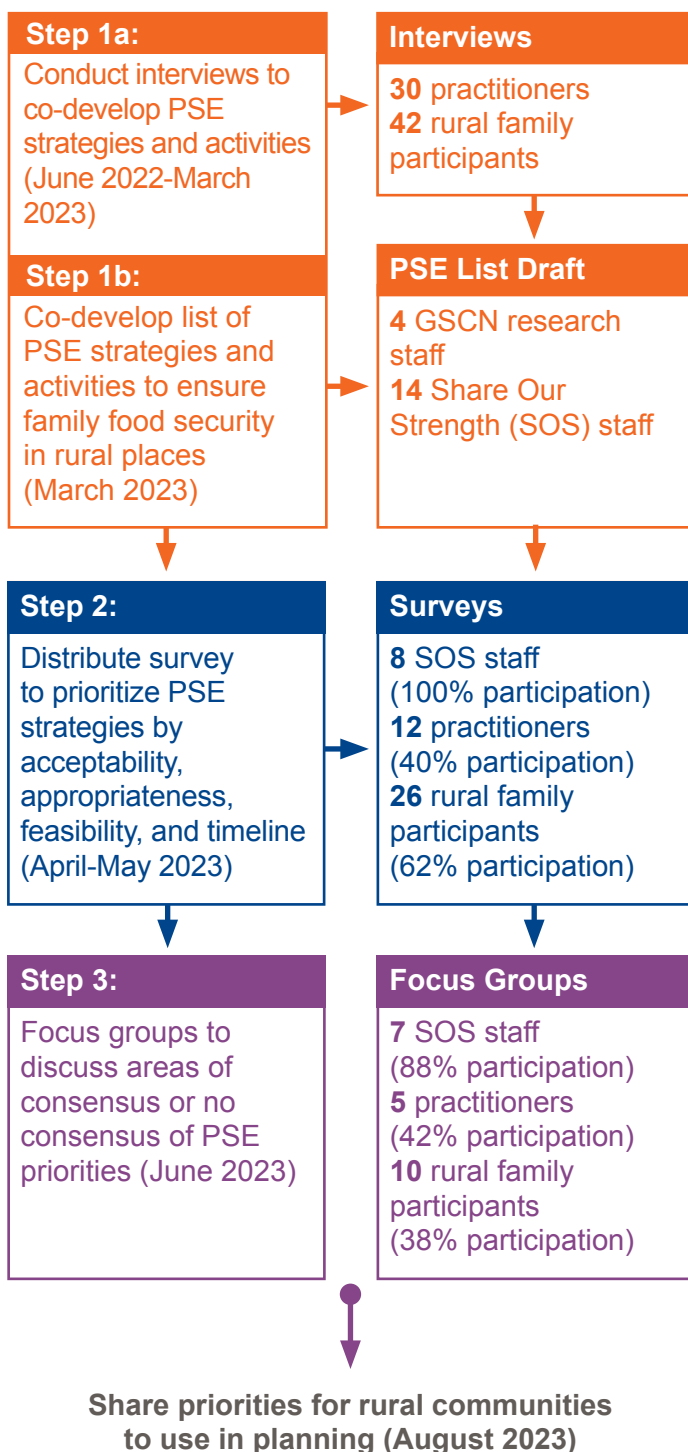 Step 1a:
Conduct interviews to
co-develop PSE
strategies and activities
(June 2022-March
2023)
Interviews
30 practitioners
42 rural family
participants
Step 1b:
Co-develop list of
PSE strategies and
activities to ensure
family food security
in rural places
(March 2023)
PSE List Draft
4 GSCN research
staff
14 Share Our
Strength (SOS) staff
Step 2:
Distribute survey
to prioritize PSE
strategies by
acceptability,
appropriateness,
feasibility, and timeline
(April-May 2023)
Surveys
8 SOS staff
(100% participation)
12 practitioners
(40% participation)
26 rural family
participants
(62% participation)
Step 3:
Focus groups to
discuss areas of
consensus or no
consensus of PSE
priorities (June 2023)
Focus Groups
7 SOS staff
(88% participation)
5 practitioners
(42% participation)
10 rural family
participants
(38% participation)
Share priorities for rural communities
to use in planning (August 2023)